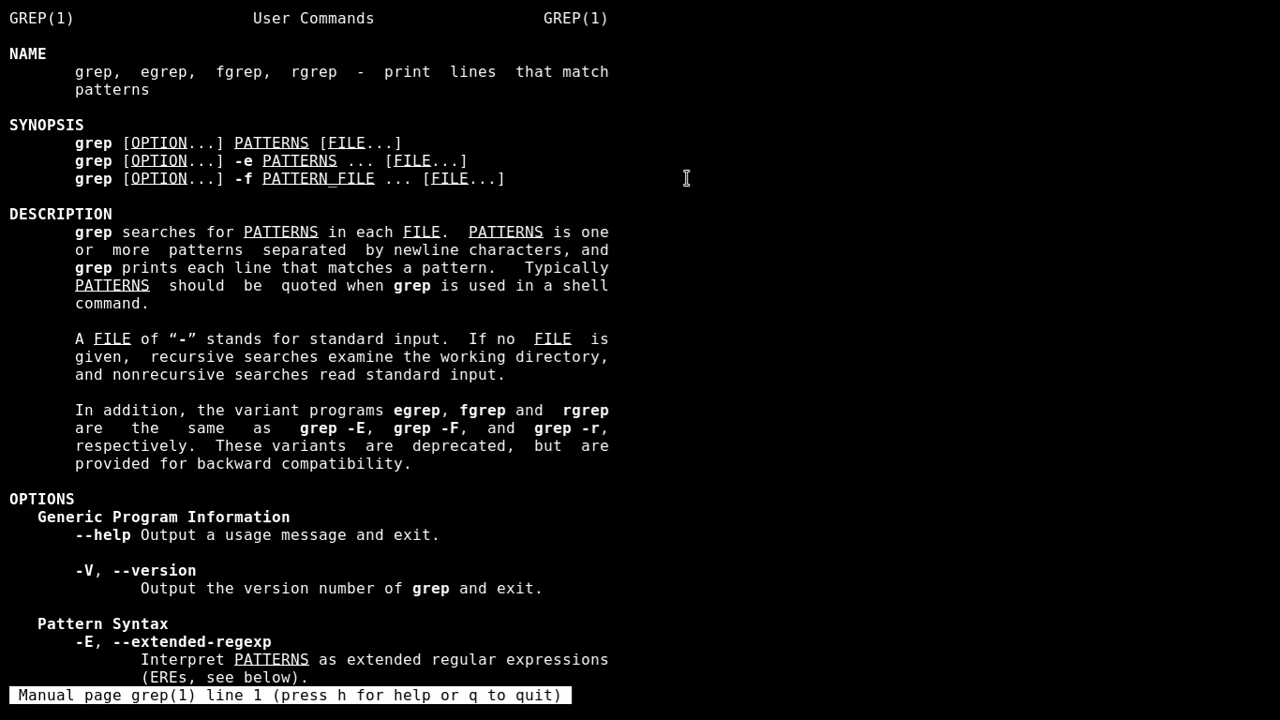 GREP(1) User Commands GREP(1)
NAME
grep, egrep, fgrep, rgrep - print lines that match
patterns
SYNOPSIS
grep [OPTION...] PATTERNS [FILE...]
grep [OPTION...] -e PATTERNS ... [FILE...]
grep [OPTION...] -f PATTERN_FILE ... [FILE...]
DESCRIPTION
grep searches for PATTERNS in each FILE. PATTERNS is one
or more patterns separated by newline characters, and
grep prints each line that matches a pattern. Typically
PATTERNS should be quoted when grep is used in a shell
command.
A FILE of “-” stands for standard input. If no FILE is
given, recursive searches examine the working directory,
and nonrecursive searches read standard input.
In addition, the variant programs egrep, fgrep and rgrep
are the same as grep -E, grep -F, and grep -r,
respectively. These variants are deprecated, but are
provided for backward compatibility.
OPTIONS
Generic Program Information
--help Output a usage message and exit.
-V, --version
Output the version number of grep and exit.
Pattern Syntax
-E, --extended-regexp
Interpret PATTERNS as extended regular expressions
(EREs, see below).
Manual page grep(1) line 1 (press h for help or q to quit)